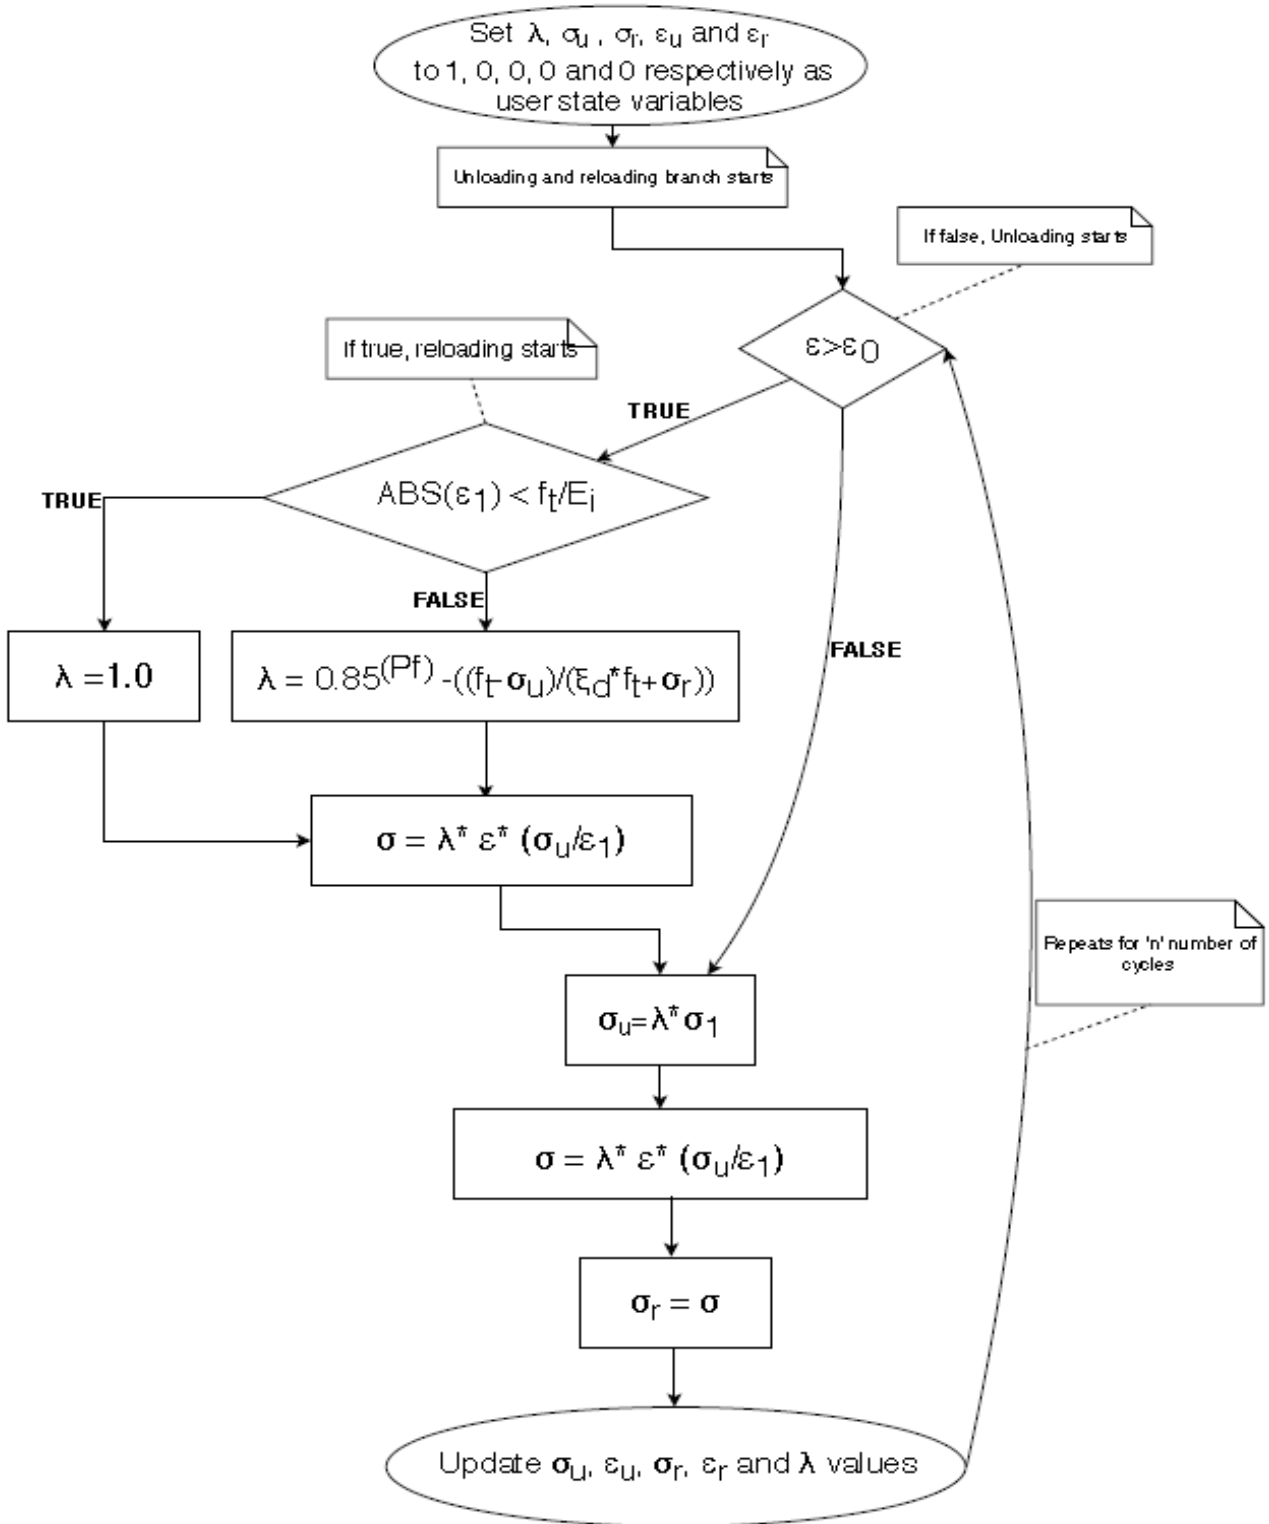 Set λ, σu , σr, εu and εr
to 1, 0, 0, 0 and 0 respectively as
user state variables
Unloading and reloading branch starts
If false, Unloading starts
ε>ε0
If true, reloading starts
TRUE
ABS(ε1) < ft/Ei
TRUE
FALSE
FALSE
λ =1.0
λ = 0.85(Pf) -((ft-σu)/(ξd*ft+σr))
σ = λ* ε* (σu/ε1)
Repeats for 'n' number of
cycles
σu=λ*σ1
σ = λ* ε* (σu/ε1)
σr = σ
Update σu, εu, σr, εr and λ values